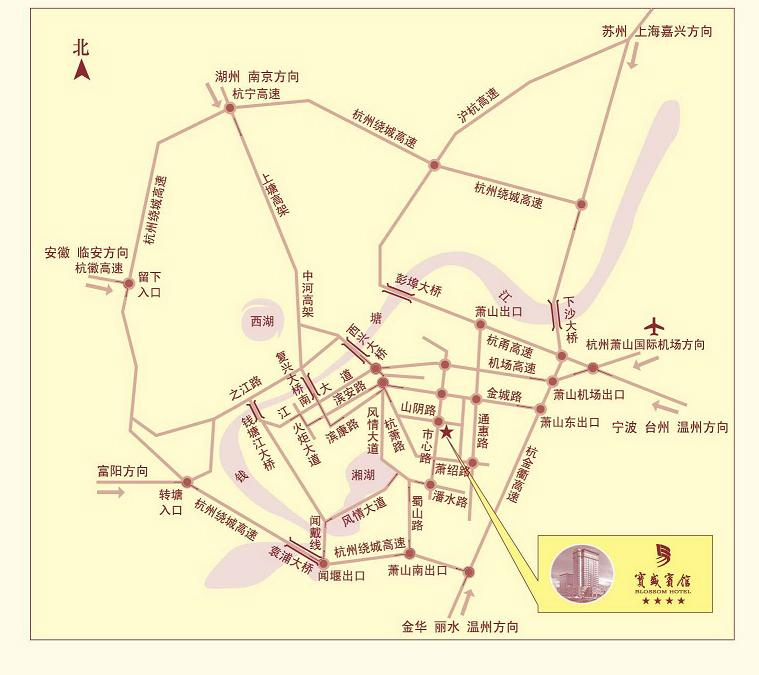 苏州 上海嘉兴方向
北
湖州 南京方向
杭宁高速
沪杭高速
杭州绕城高速
杭州绕城高速
上塘高架
杭州绕城高速
安徽 临安方向
杭徽高速
留下
入口
中河高架
彭埠大桥
江
萧山出口
下沙大桥
西湖
塘
西兴大桥
杭甬高速
杭州萧山国际机场方向
机场高速
复兴大桥
之江路
江南大道
滨安路
金城路
萧山机场出口
山阴路
萧山东出口
宁波 台州 温州方向
钱塘江大桥
火炬大道
滨康路
风情大道
杭萧路
市心路
通惠路
杭金衢高速
钱
富阳方向
湘湖
萧绍路
转塘
入口
潘水路
杭州绕城高速
风情大道
蜀山路
闻戴线
袁浦大桥
杭州绕城高速
闻堰出口
萧山南出口
寶盛賓館
BLOSSOM HOTEL
★★★★
金华 丽水 温州方向